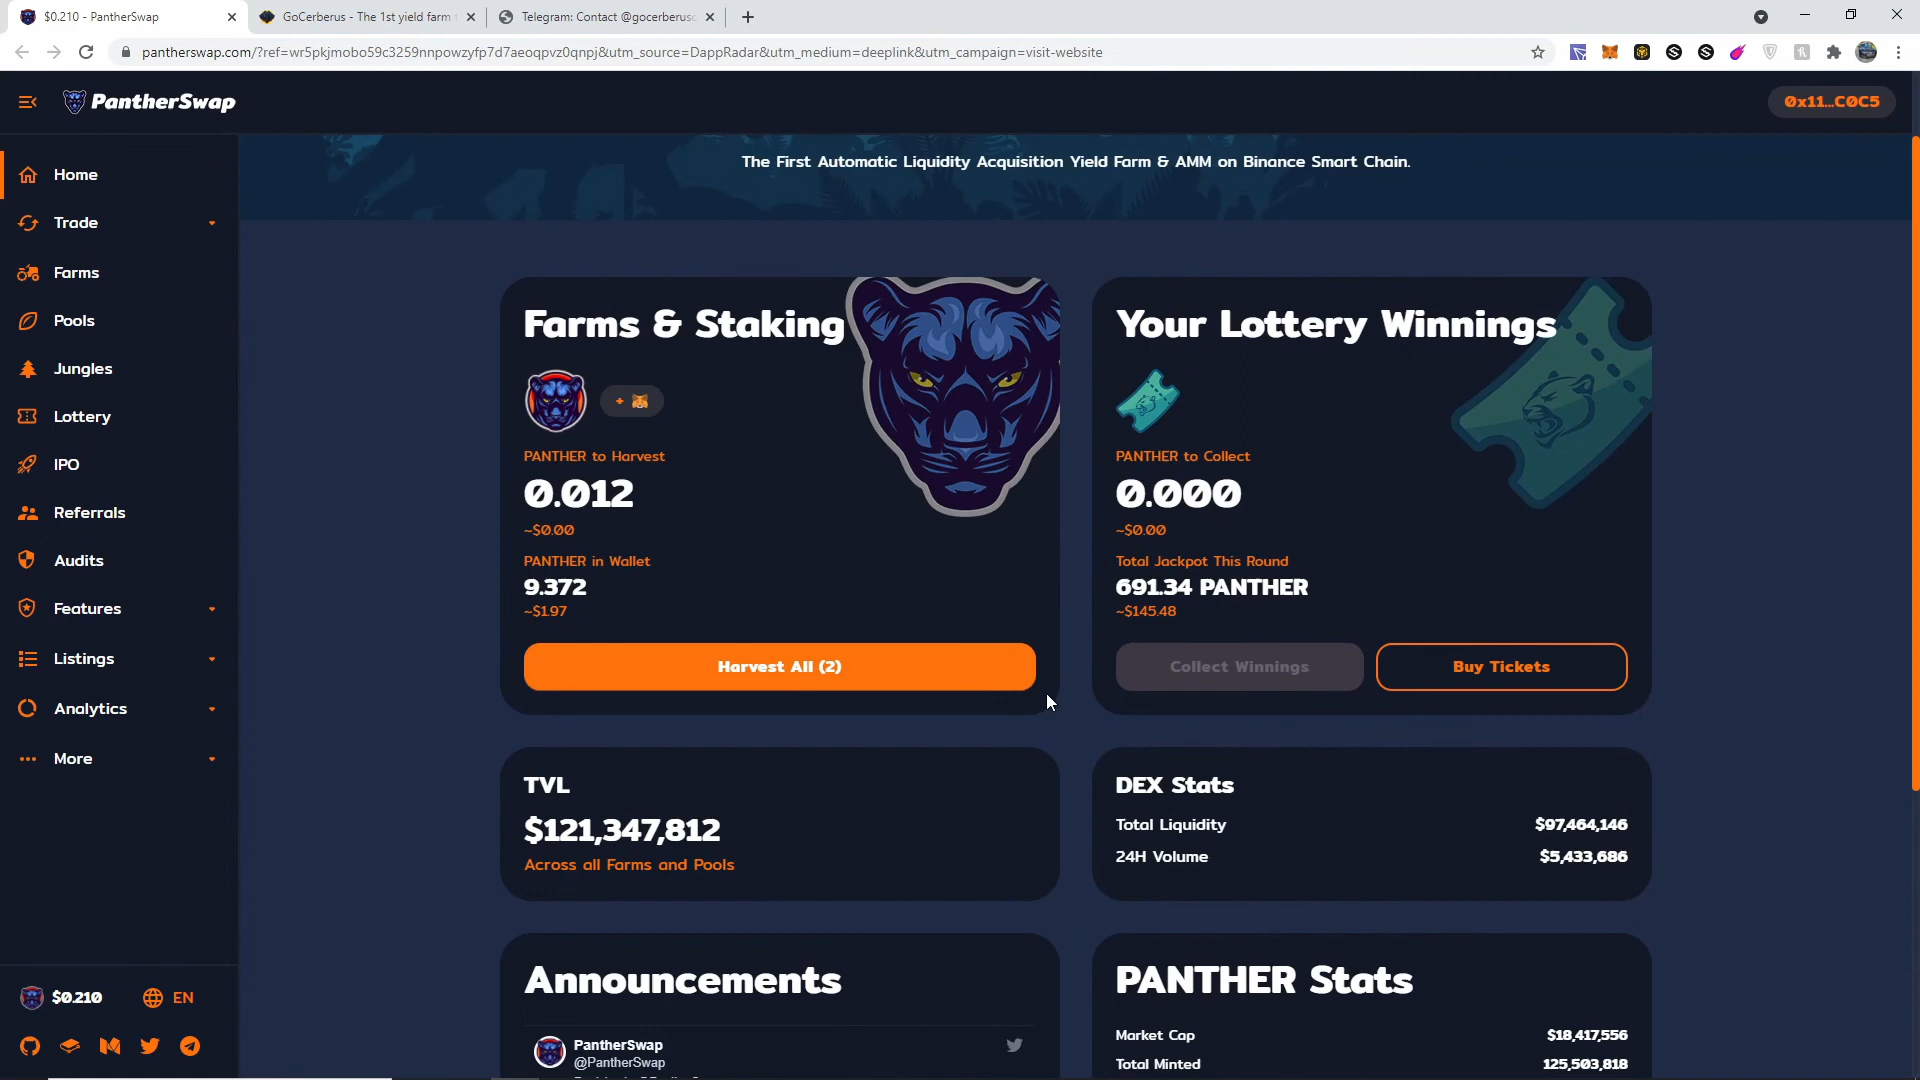 $0.210 - PantherSwap
GoCerberus - The 1st yield farm
Telegram: Contact @gocerberus
pantherswap.com/?ref=wr5pkjmobo59c3259nnpowzyfp7d7aeoqpvz0qnpj&utm_source=DappRadar&utm_medium=deeplink&utm_campaign=visit-website
PantherSwap
0x11...C0C5
Home
Trade
Farms
Pools
Jungles
Lottery
IPO
Referrals
Audits
Features
Listings
Analytics
More
$0.210
EN
The First Automatic Liquidity Acquisition Yield Farm & AMM on Binance Smart Chain.
Farms & Staking
+
PANTHER to Harvest
0.012
~$0.00
PANTHER in Wallet
9.372
~$1.97
Harvest All (2)
Your Lottery Winnings
PANTHER to Collect
0.000
~$0.00
Total Jackpot This Round
691.34 PANTHER
~$145.48
Collect Winnings
Buy Tickets
TVL
$121,347,812
Across all Farms and Pools
DEX Stats
Total Liquidity $97,464,146
24H Volume $5,433,686
Announcements
PantherSwap
@PantherSwap
PANTHER Stats
Market Cap $18,417,556
Total Minted 125,503,818